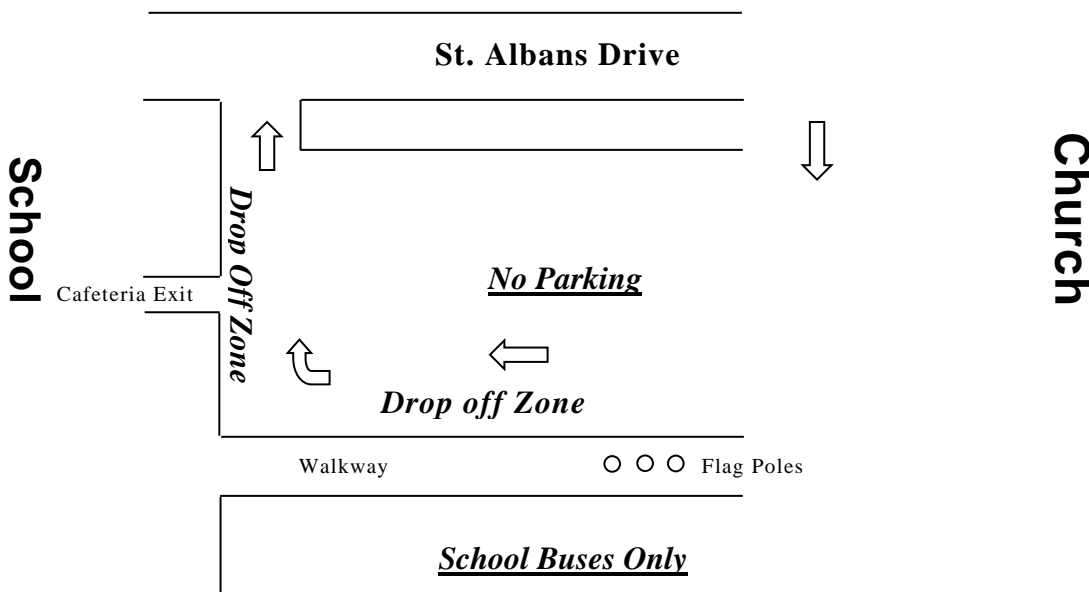 St. Albans Drive
School
Church
Drop Off Zone
No Parking
Cafeteria Exit
Drop off Zone
Walkway
Flag Poles
School Buses Only